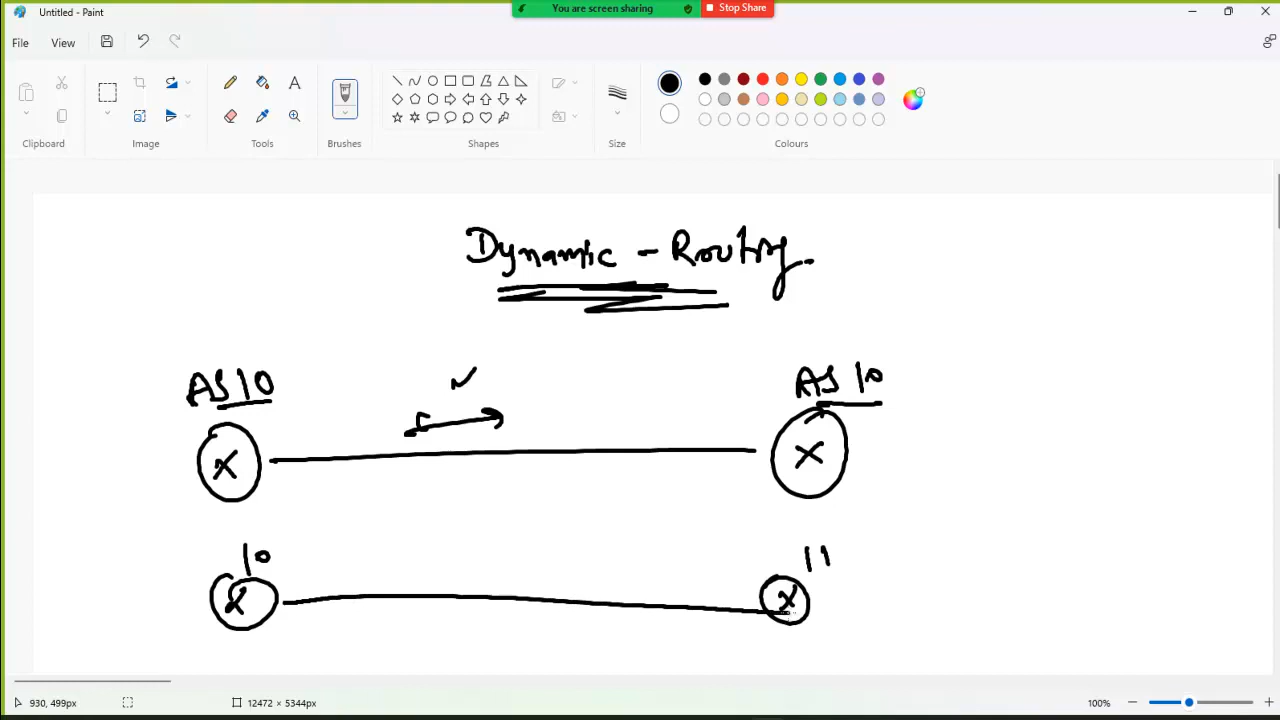 You are screen sharing
Stop Share
Untitled - Paint
File View
Clipboard
Image
Tools
Brushes
Shapes
Size
Colours
Dynamic - Routing.
AS 10
AS 10
X
X
10
11
X
X
930, 499px
12472 × 5344px
100%